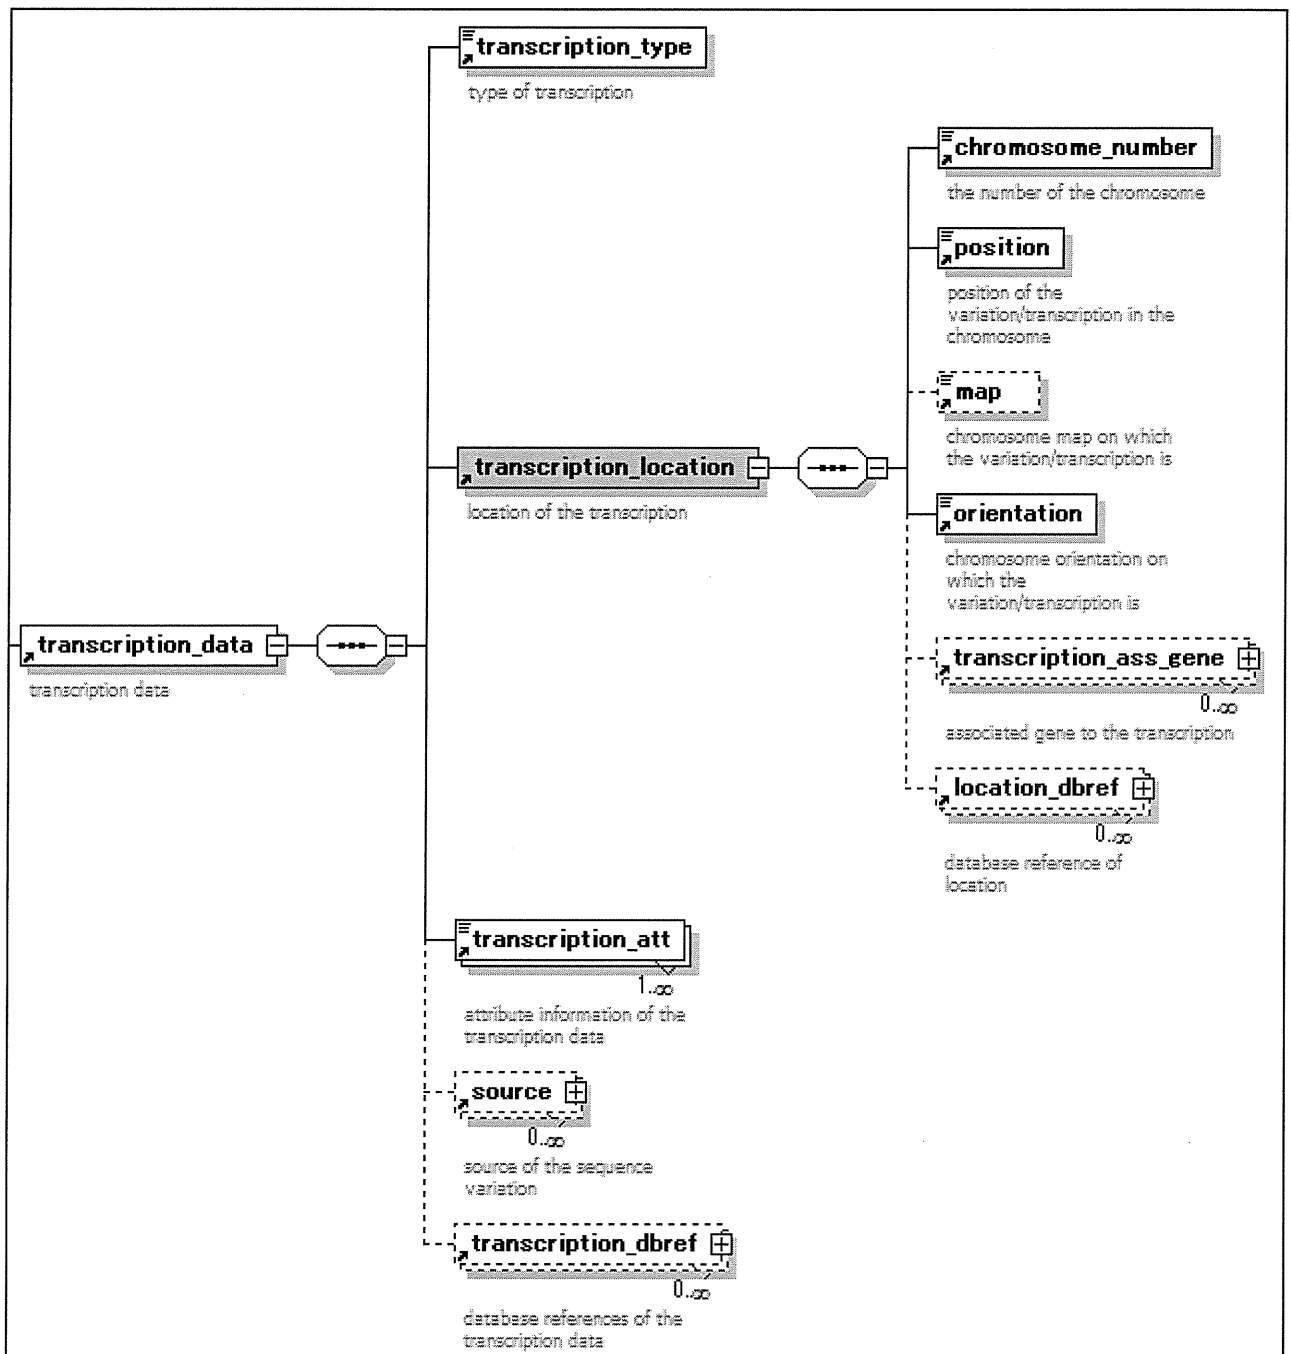 transcription_type
type of transcription
chromosome_number
the number of the chromosome
position
position of the
variation/transcription in the
chromosome
map
chromosome map on which
the variation/transcription is
transcription_location
location of the transcription
orientation
chromosome orientation on
which the
variation/transcription is
transcription_data
transcription data
transcription_ass_gene
0..∞
associated gene to the transcription
location_dbref
0..∞
database reference of
location
transcription_att
1..∞
attribute information of the
transcription data
source
0..∞
source of the sequence
variation
transcription_dbref
0..∞
database references of the
transcription data